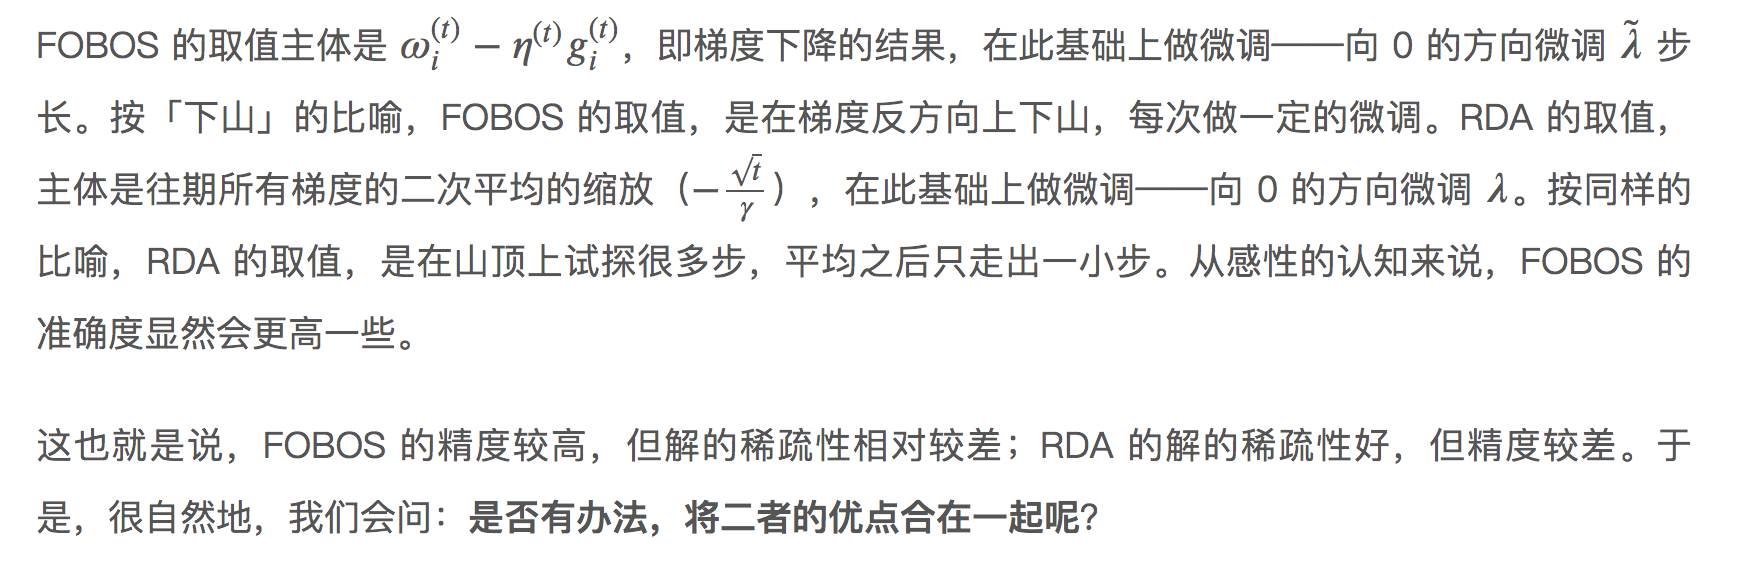 FOBOS 的取值主体是 ω_i^{(t)} − η^{(t)} g_i^{(t)}，即梯度下降的结果，在此基础上做微调——向 0 的方向微调 λ̃ 步
长。按「下山」的比喻，FOBOS 的取值，是在梯度反方向上下山，每次做一定的微调。RDA 的取值，
主体是往期所有梯度的二次平均的缩放（−\frac{\sqrt{t}}{γ}），在此基础上做微调——向 0 的方向微调 λ。按同样的
比喻，RDA 的取值，是在山顶上试探很多步，平均之后只走出一小步。从感性的认知来说，FOBOS 的
准确度显然会更高一些。
这也就是说，FOBOS 的精度较高，但解的稀疏性相对较差；RDA 的解的稀疏性好，但精度较差。于
是，很自然地，我们会问：是否有办法，将二者的优点合在一起呢?